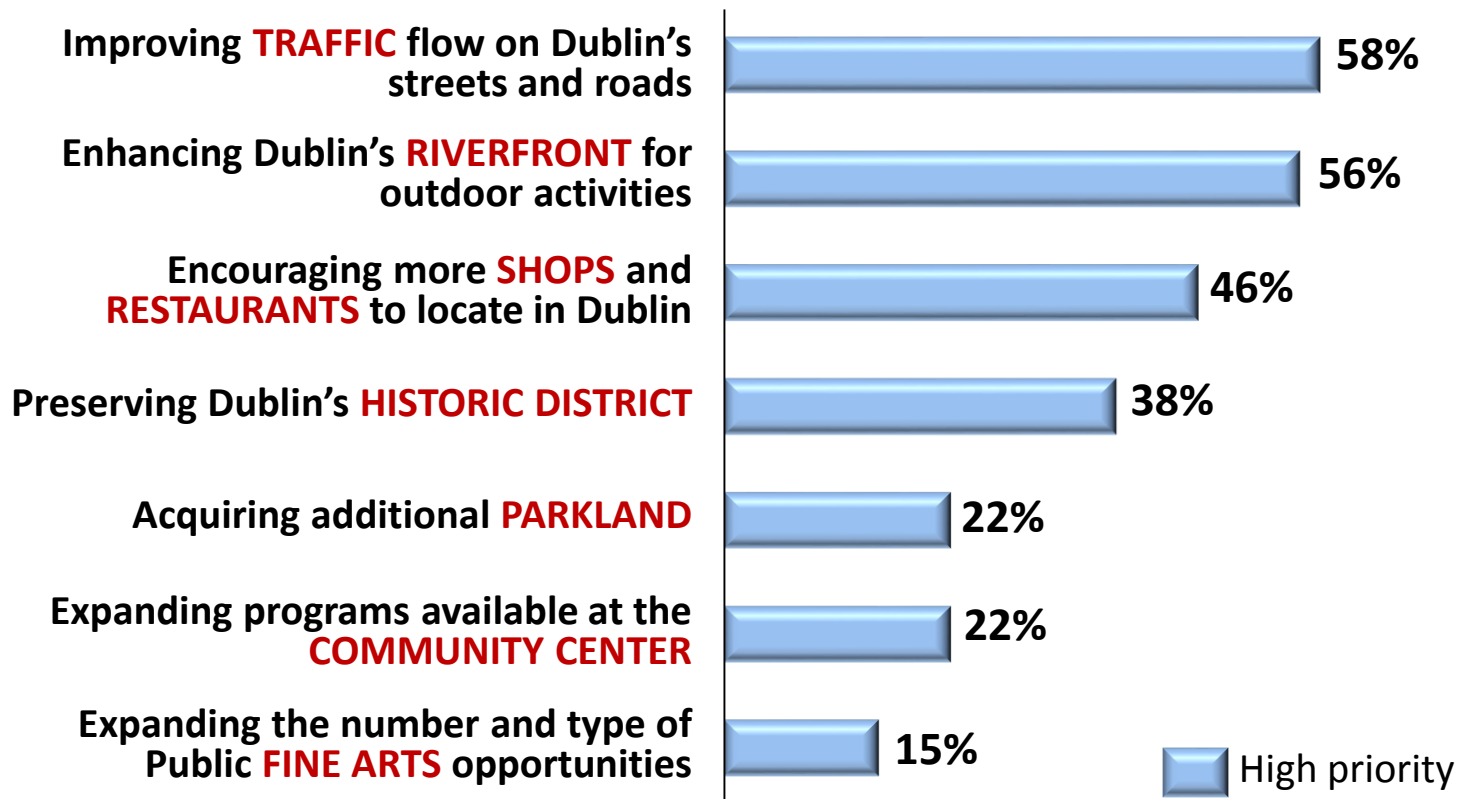 Improving TRAFFIC flow on Dublin’s
streets and roads
58%
Enhancing Dublin’s RIVERFRONT for
outdoor activities
56%
Encouraging more SHOPS and
RESTAURANTS to locate in Dublin
46%
Preserving Dublin’s HISTORIC DISTRICT
38%
Acquiring additional PARKLAND
22%
Expanding programs available at the
COMMUNITY CENTER
22%
Expanding the number and type of
Public FINE ARTS opportunities
15%
High priority